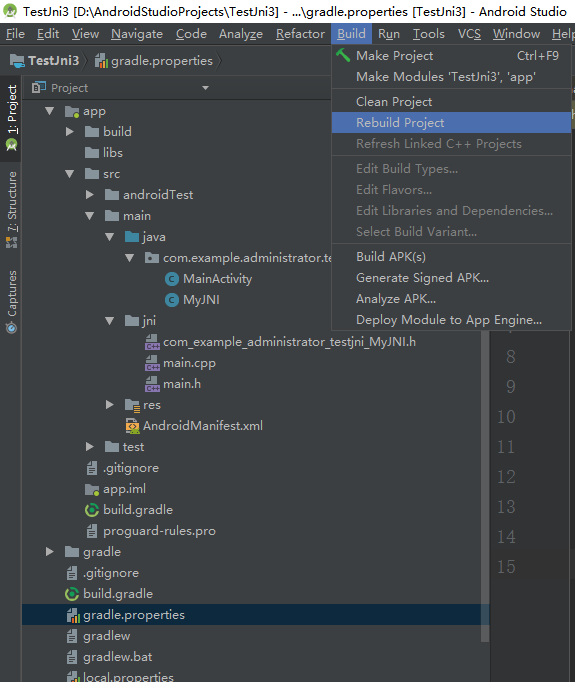 TestJni3 [D:\AndroidStudioProjects\TestJni3] - ...\gradle.properties [TestJni3] - Android Studio
File Edit View Navigate Code Analyze Refactor Build Run Tools VCS Window
TestJni3 gradle.properties
Make Project Ctrl+F9
Make Modules 'TestJni3', 'app'
Clean Project
Rebuild Project
Refresh Linked C++ Projects
Edit Build Types...
Edit Flavors...
Edit Libraries and Dependencies...
Select Build Variant...
Build APK(s)
Generate Signed APK...
Analyze APK...
Deploy Module to App Engine...
1: Project
7: Structure
Captures
Project
app
build
libs
src
androidTest
main
java
com.example.administrator.te
MainActivity
MyJNI
jni
com_example_administrator_testjni_MyJNI.h
main.cpp
main.h
res
AndroidManifest.xml
test
.gitignore
app.iml
build.gradle
proguard-rules.pro
gradle
.gitignore
build.gradle
gradle.properties
gradlew
gradlew.bat
local.properties
8
9
10
11
12
13
14
15